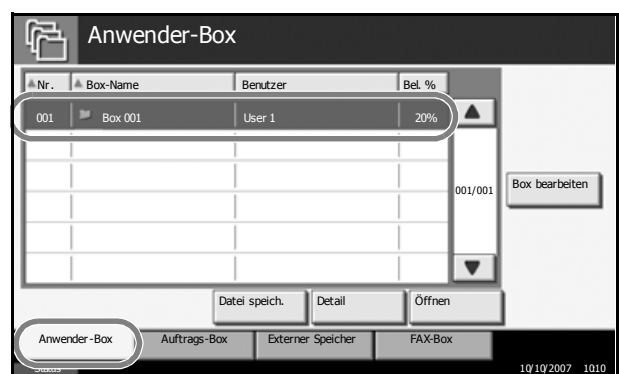 Anwender-Box
Nr. Box-Name Benutzer Bel. %
001 Box 001 User 1 20%
001/001
Box bearbeiten
Datei speich. Detail Öffnen
Anwender-Box Auftrags-Box Externer Speicher FAX-Box
Status 10/10/2007 10:10